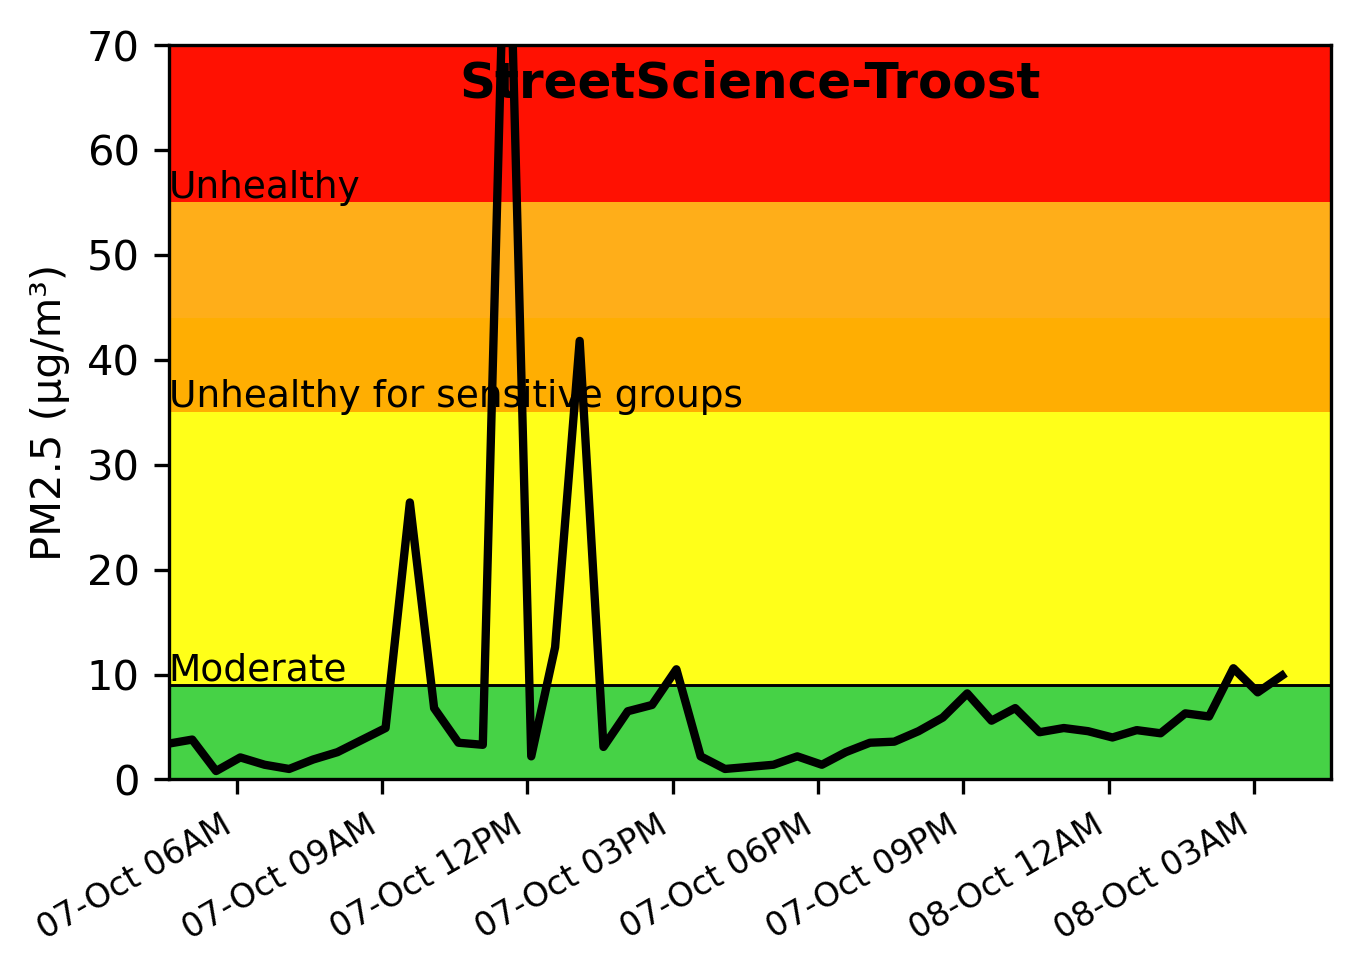 StreetScience-Troost
70
60
Unhealthy
50
40
Unhealthy for sensitive groups
30
20
Moderate
10
0
PM2.5 (µg/m³)
07-Oct 06AM
07-Oct 09AM
07-Oct 12PM
07-Oct 03PM
07-Oct 06PM
07-Oct 09PM
08-Oct 12AM
08-Oct 03AM